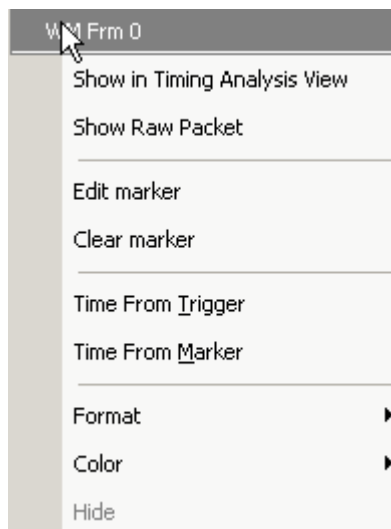 WM Frm 0
Show in Timing Analysis View
Show Raw Packet
Edit marker
Clear marker
Time From Trigger
Time From Marker
Format
Color
Hide